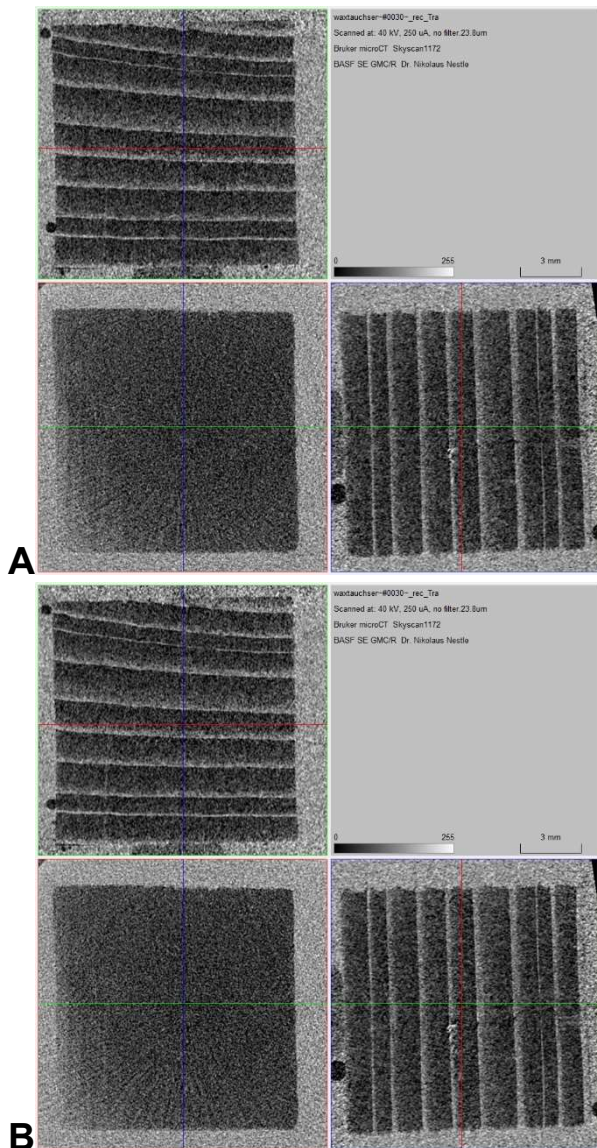 waxtauchser~#0030~_rec_Tra
Scanned at: 40 kV, 250 uA, no filter.23.8um
Bruker microCT Skyscan1172
BASF SE GMC/R Dr. Nikolaus Nestle
0 255 3 mm
A
waxtauchser~#0030~_rec_Tra
Scanned at: 40 kV, 250 uA, no filter.23.8um
Bruker microCT Skyscan1172
BASF SE GMC/R Dr. Nikolaus Nestle
0 255 3 mm
B